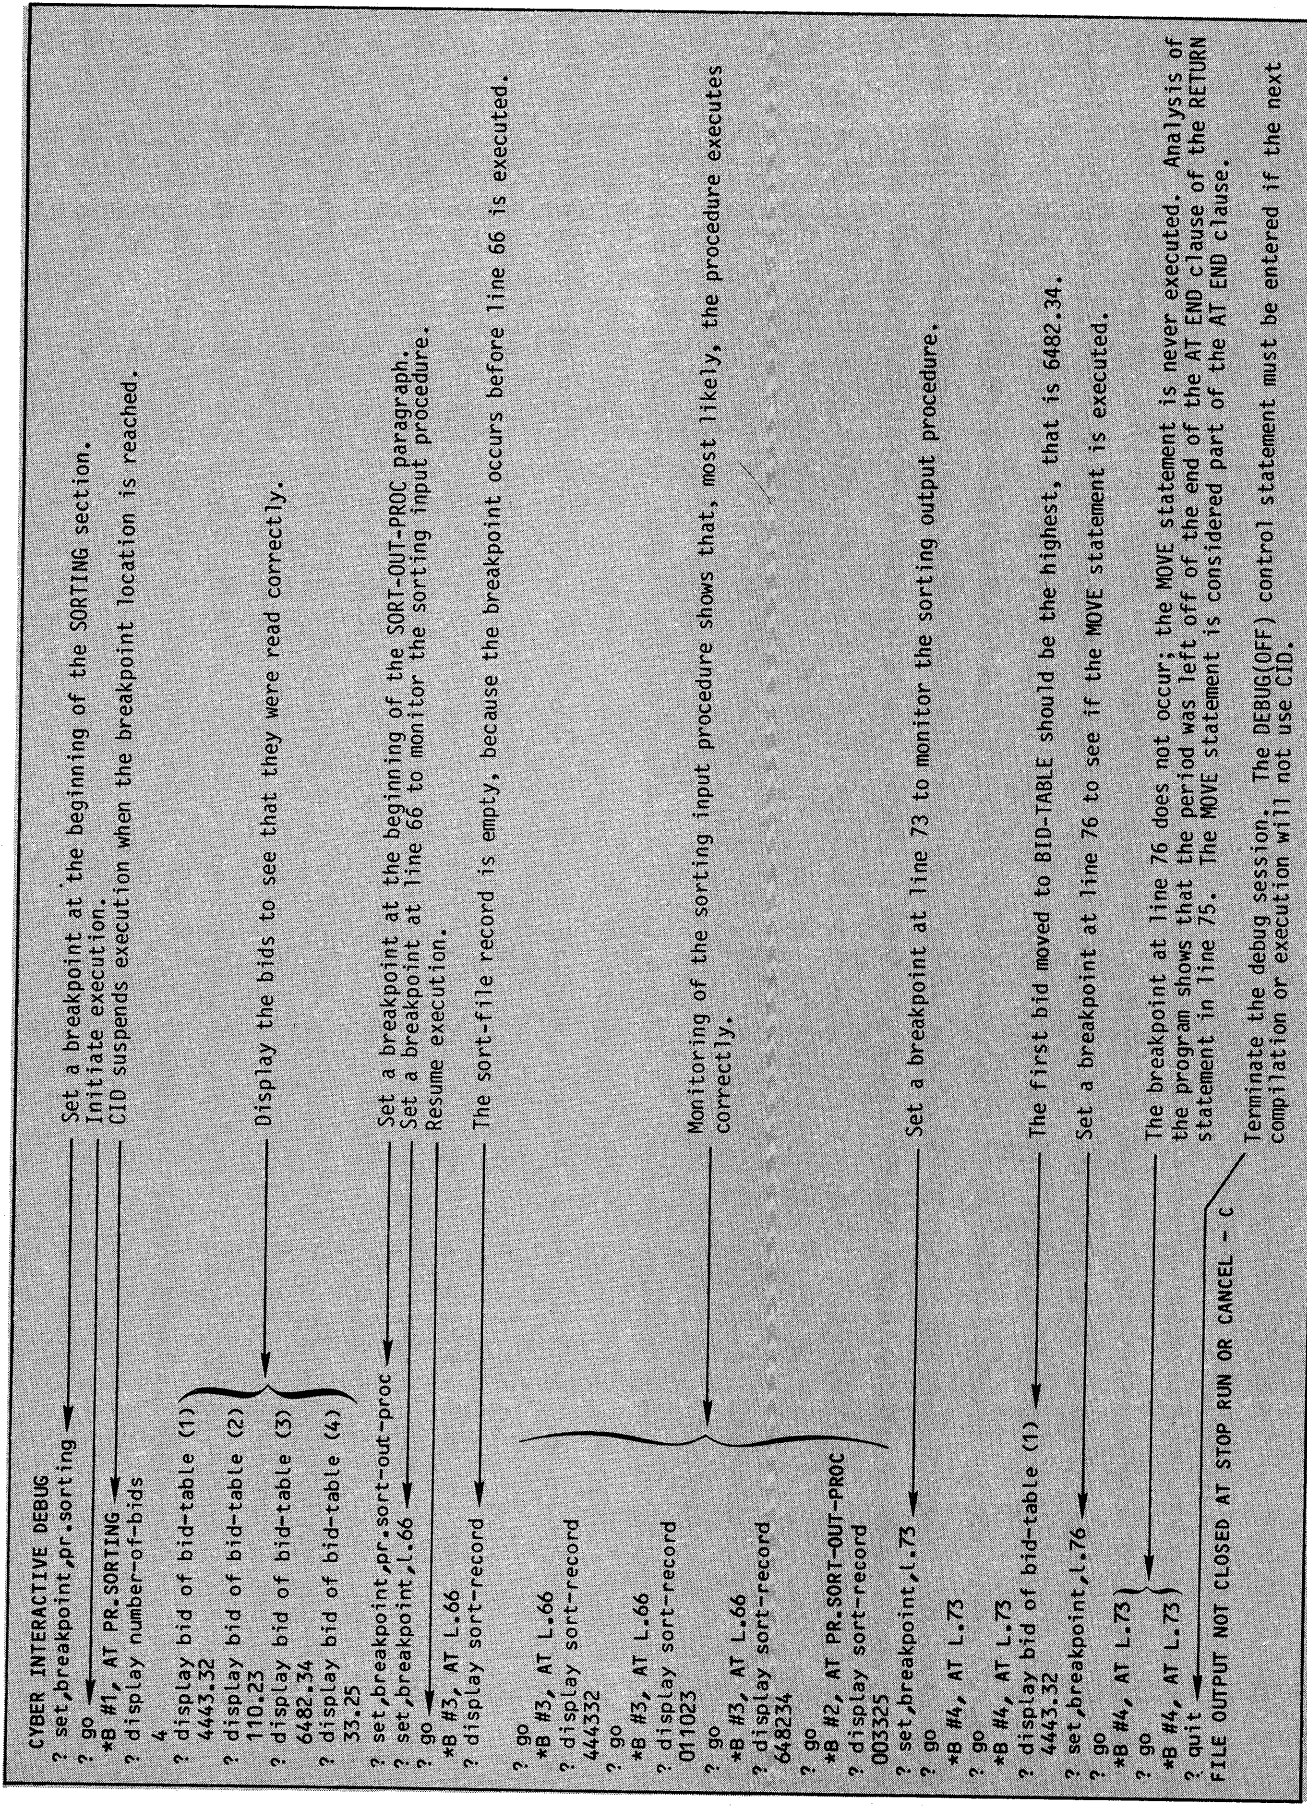 CYBER INTERACTIVE DEBUG
? set,breakpoint,pr.sorting
Set a breakpoint at the beginning of the SORTING section.
? go
Initiate execution.
*B #1, AT PR.SORTING
CID suspends execution when the breakpoint location is reached.
? display number-of-bids
4
? display bid of bid-table (1)
4443.32
? display bid of bid-table (2)
110.23
? display bid of bid-table (3)
6482.34
? display bid of bid-table (4)
33.25
Display the bids to see that they were read correctly.
? set,breakpoint,pr.sort-out-proc
Set a breakpoint at the beginning of the SORT-OUT-PROC paragraph.
? set,breakpoint,l.66
Set a breakpoint at line 66 to monitor the sorting input procedure.
? go
Resume execution.
*B #3, AT L.66
? display sort-record
The sort-file record is empty, because the breakpoint occurs before line 66 is executed.
? go
*B #3, AT L.66
? display sort-record
444332
? go
*B #3, AT L.66
? display sort-record
011023
? go
*B #3, AT L.66
? display sort-record
648234
? go
*B #2, AT PR.SORT-OUT-PROC
? display sort-record
003325
Monitoring of the sorting input procedure shows that, most likely, the procedure executes
correctly.
? set,breakpoint,l.73
Set a breakpoint at line 73 to monitor the sorting output procedure.
? go
*B #4, AT L.73
? go
*B #4, AT L.73
? display bid of bid-table (1)
The first bid moved to BID-TABLE should be the highest, that is 6482.34.
4443.32
? set,breakpoint,l.76
Set a breakpoint at line 76 to see if the MOVE statement is executed.
? go
*B #4, AT L.73
? go
*B #4, AT L.73
The breakpoint at line 76 does not occur; the MOVE statement is never executed. Analysis of
the program shows that the period was left off of the end of the AT END clause of the RETURN
statement in line 75. The MOVE statement is considered part of the AT END clause.
? quit
FILE OUTPUT NOT CLOSED AT STOP RUN OR CANCEL - C
Terminate the debug session. The DEBUG(OFF) control statement must be entered if the next
compilation or execution will not use CID.